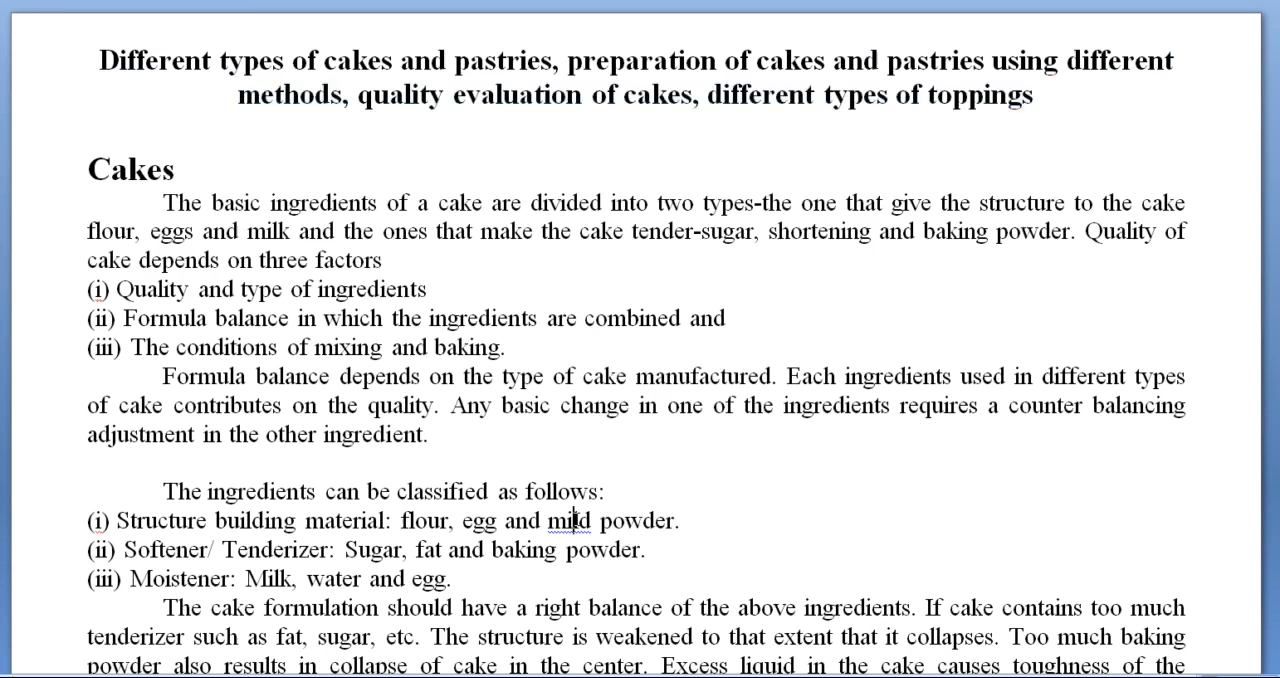 Different types of cakes and pastries, preparation of cakes and pastries using different
methods, quality evaluation of cakes, different types of toppings
Cakes
The basic ingredients of a cake are divided into two types-the one that give the structure to the cake
flour, eggs and milk and the ones that make the cake tender-sugar, shortening and baking powder. Quality of
cake depends on three factors
(i) Quality and type of ingredients
(ii) Formula balance in which the ingredients are combined and
(iii) The conditions of mixing and baking.
Formula balance depends on the type of cake manufactured. Each ingredients used in different types
of cake contributes on the quality. Any basic change in one of the ingredients requires a counter balancing
adjustment in the other ingredient.
The ingredients can be classified as follows:
(i) Structure building material: flour, egg and mild powder.
(ii) Softener/ Tenderizer: Sugar, fat and baking powder.
(iii) Moistener: Milk, water and egg.
The cake formulation should have a right balance of the above ingredients. If cake contains too much
tenderizer such as fat, sugar, etc. The structure is weakened to that extent that it collapses. Too much baking
powder also results in collapse of cake in the center. Excess liquid in the cake causes toughness of the